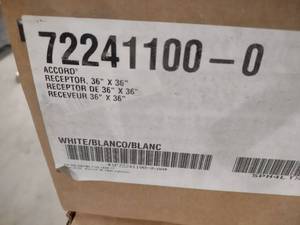 72241100-0
ACCORD®
RECEPTOR, 36" X 36"
RECEPTOR DE 36" X 36"
RECEVEUR 36" X 36"
WHITE/BLANCO/BLANC